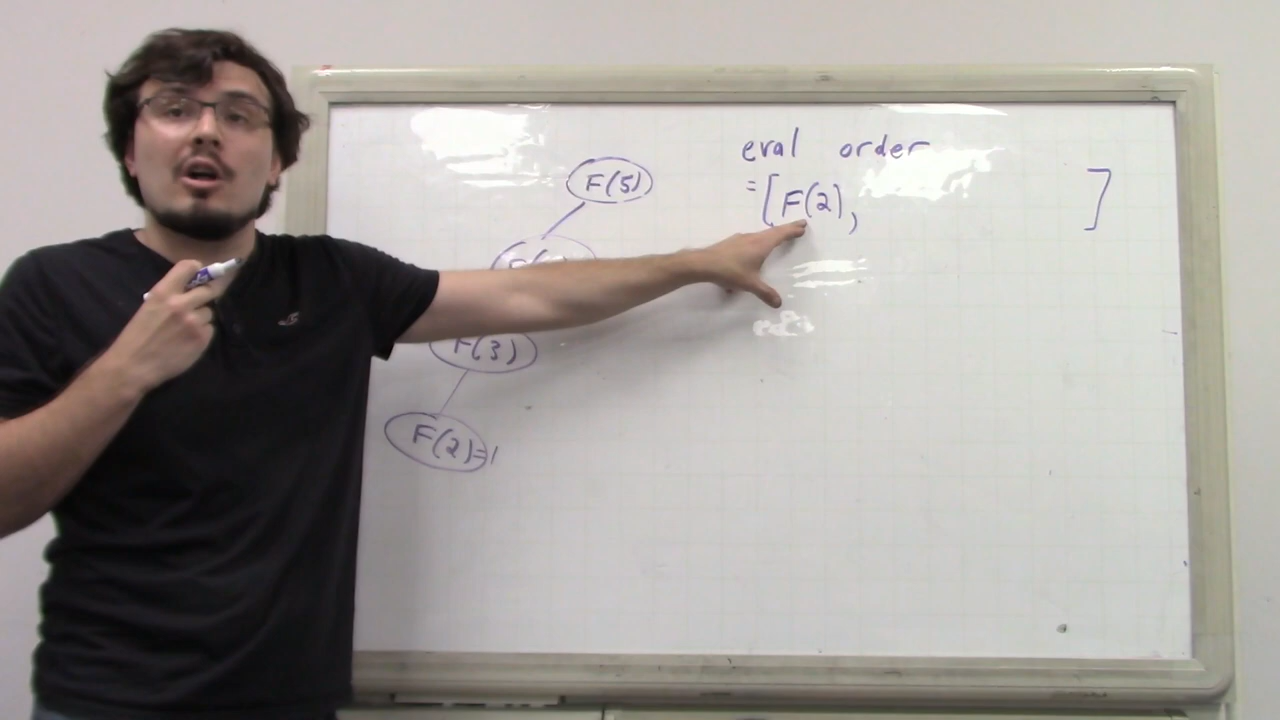 eval order
=[F(2), ]
F(5)
F(3)
F(2)=1